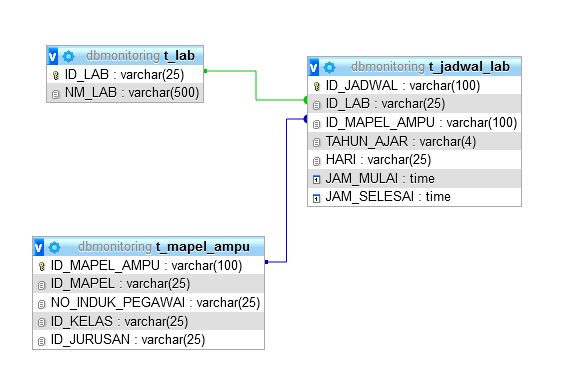 dbmonitoring t_lab
ID_LAB : varchar(25)
NM_LAB : varchar(500)
dbmonitoring t_jadwal_lab
ID_JADWAL : varchar(100)
ID_LAB : varchar(25)
ID_MAPEL_AMPU : varchar(100)
TAHUN_AJAR : varchar(4)
HARI : varchar(25)
JAM_MULAI : time
JAM_SELESAI : time
dbmonitoring t_mapel_ampu
ID_MAPEL_AMPU : varchar(100)
ID_MAPEL : varchar(25)
NO_INDUK_PEGAWAI : varchar(25)
ID_KELAS : varchar(25)
ID_JURUSAN : varchar(25)